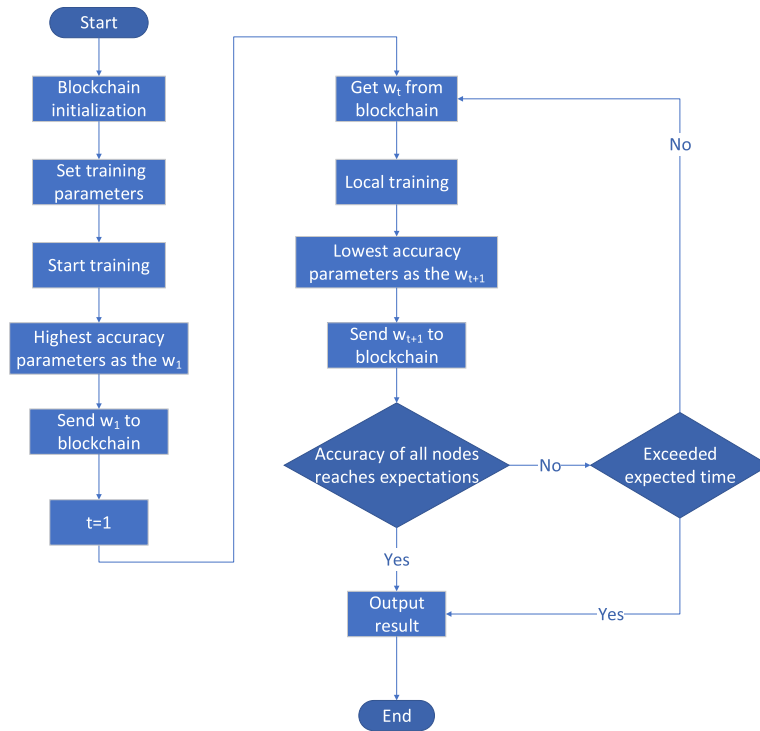 Start
Blockchain
initialization
Set training
parameters
Start training
Highest accuracy
parameters as the w₁
Send w₁ to
blockchain
t=1
Get wₜ from
blockchain
Local training
Lowest accuracy
parameters as the wₜ₊₁
Send wₜ₊₁ to
blockchain
Accuracy of all nodes
reaches expectations
No
Exceeded
expected time
No
Yes
Yes
Output
result
End